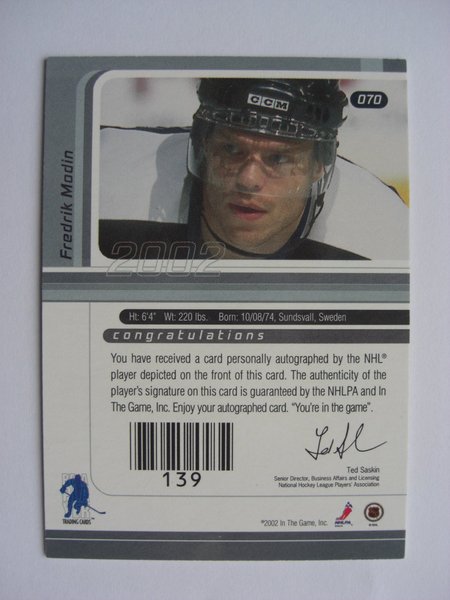 CCM
070
Fredrik Modin
2002
Ht: 6'4" Wt: 220 lbs. Born: 10/08/74, Sundsvall, Sweden
congratulations
You have received a card personally autographed by the NHL®
player depicted on the front of this card. The authenticity of the
player's signature on this card is guaranteed by the NHLPA and In
The Game, Inc. Enjoy your autographed card. "You're in the game".
139
Ted Saskin
Senior Director, Business Affairs and Licensing
National Hockey League Players' Association
TRADING CARDS
©2002 In The Game, Inc.
NHLPA
NHL